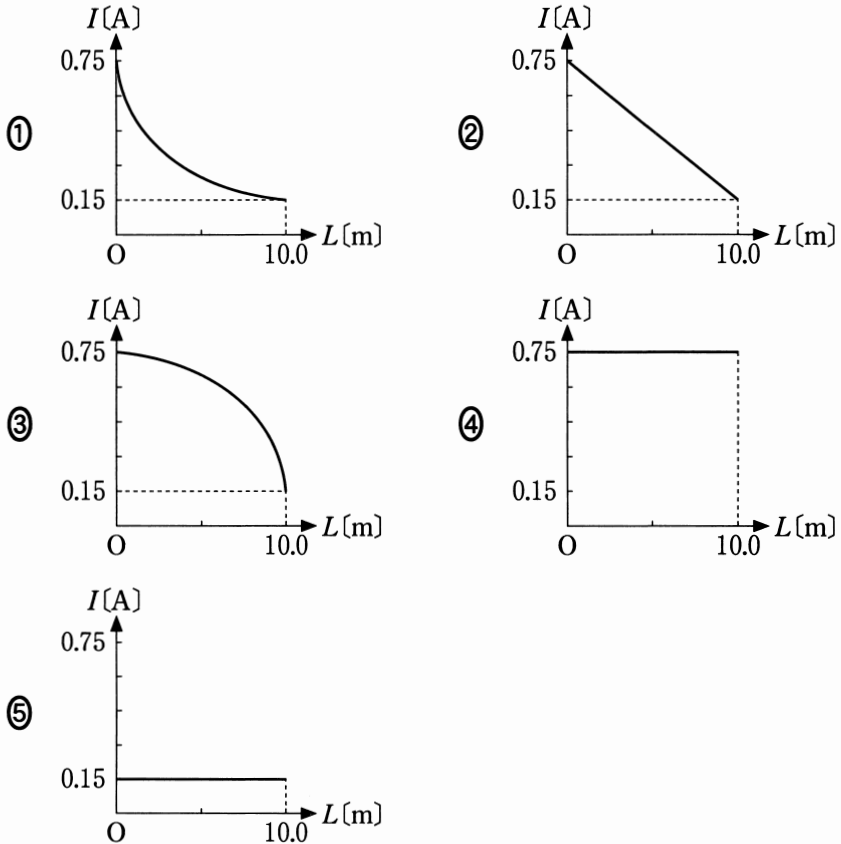 I〔A〕 I〔A〕
0.75 0.75
① ②
0.15 0.15
O 10.0 L〔m〕 O 10.0 L〔m〕
I〔A〕 I〔A〕
0.75 0.75
③ ④
0.15 0.15
O 10.0 L〔m〕 O 10.0 L〔m〕
I〔A〕
0.75
⑤
0.15
O 10.0 L〔m〕